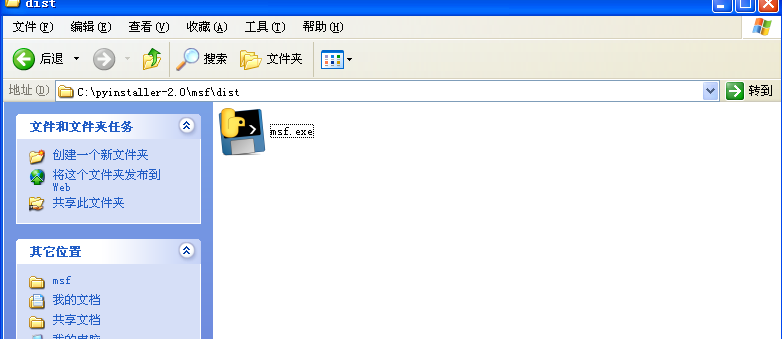 dist
文件(F) 编辑(E) 查看(V) 收藏(A) 工具(T) 帮助(H)
后退 搜索 文件夹
地址(D) C:\pyinstaller-2.0\msf\dist 转到
文件和文件夹任务
创建一个新文件夹
将这个文件夹发布到
Web
共享此文件夹
msf.exe
其它位置
msf
我的文档
共享文档
我的电脑